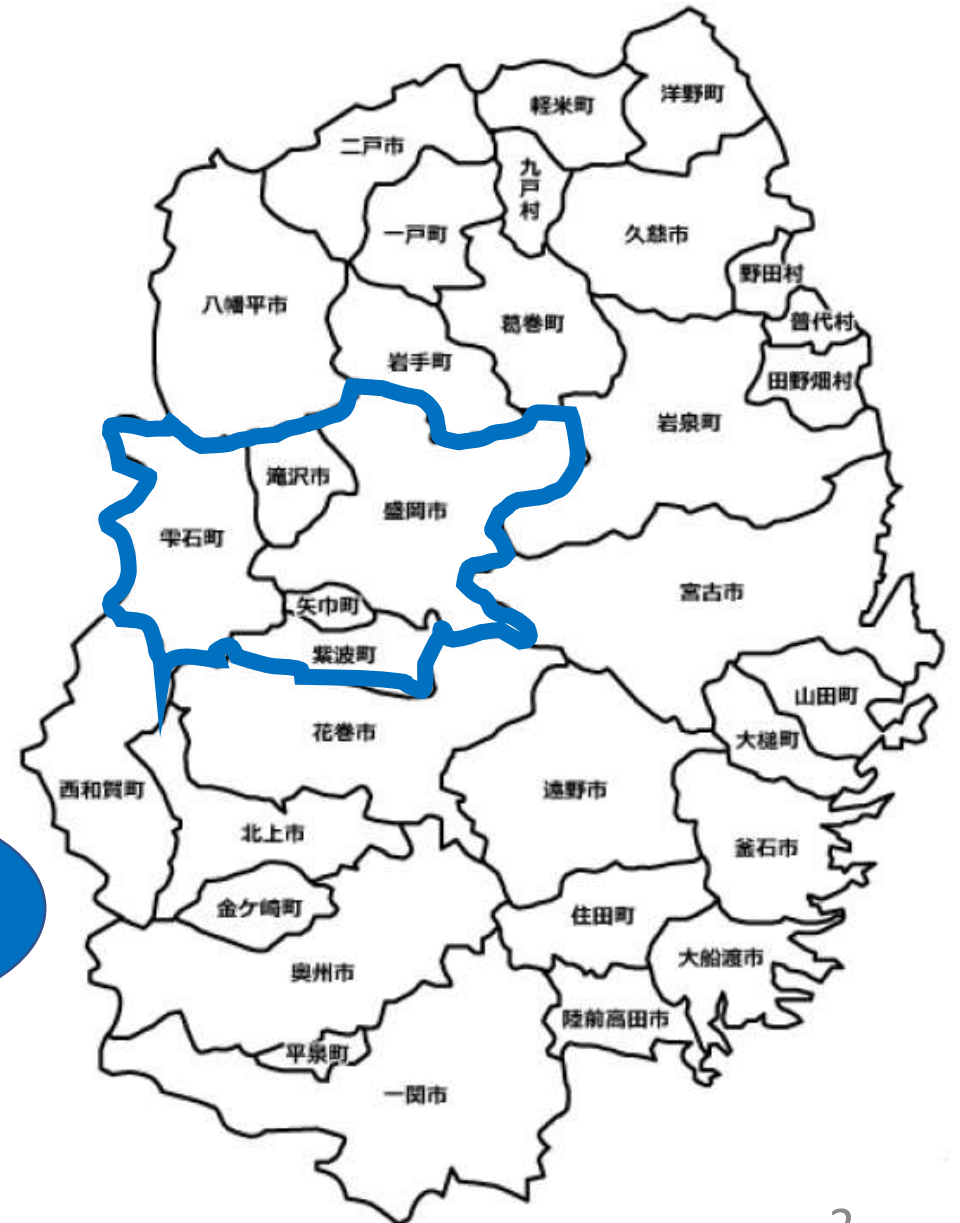 洋野町
軽米町
二戸市
九戸村
一戸町
久慈市
野田村
八幡平市
葛巻町
普代村
岩手町
田野畑村
岩泉町
滝沢市
盛岡市
雫石町
宮古市
矢巾町
紫波町
山田町
花巻市
大槌町
西和賀町
遠野市
北上市
釜石市
金ケ崎町
住田町
大船渡市
奥州市
陸前高田市
平泉町
一関市